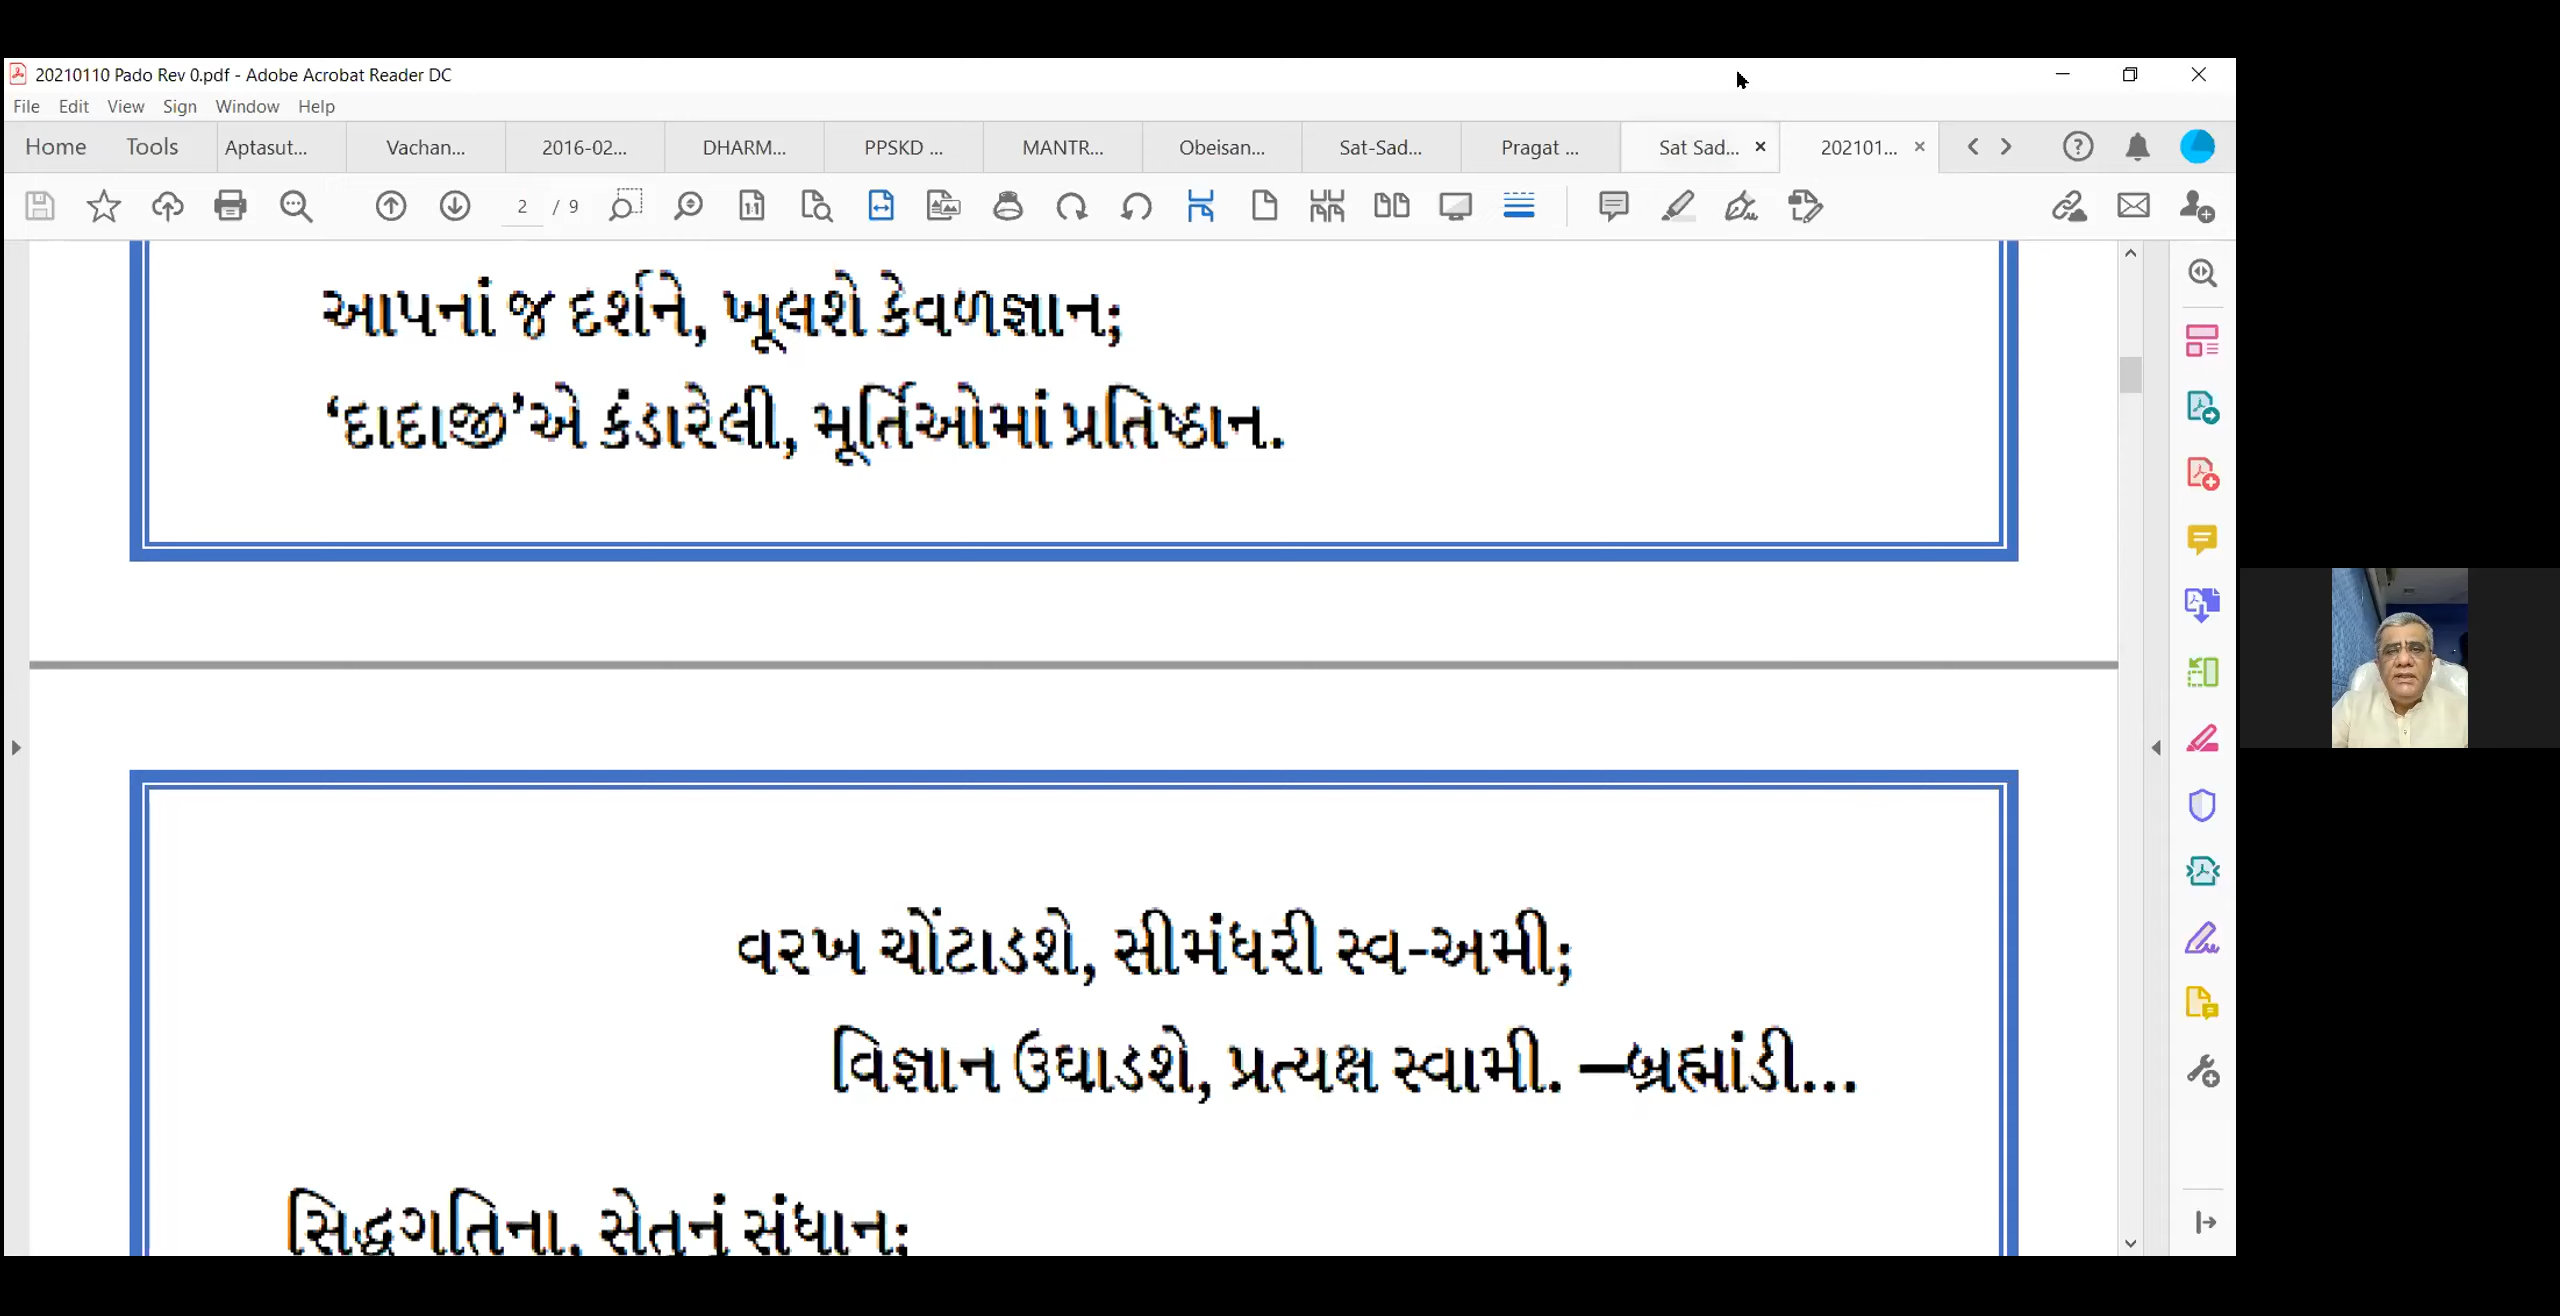 20210110 Pado Rev 0.pdf - Adobe Acrobat Reader DC
File Edit View Sign Window Help
Home Tools Aptasut... Vachan... 2016-02... DHARM... PPSKD ... MANTR... Obeisan... Sat-Sad... Pragat ... Sat Sad... 202101...
2 / 9
આપનાં જ દર્શને, ખૂલશે કેવળજ્ઞાન;
‘દાદાજી’એ કંડારેલી, મૂર્તિઓમાં પ્રતિષ્ઠાન.
વરખ ચોંટાડશે, સીમંધરી સ્વ-અમી;
વિજ્ઞાન ઉઘાડશે, પ્રત્યક્ષ સ્વામી. –બ્રહ્માંડી...
સિદ્ધગતિના, સેતુનું સંધાન;